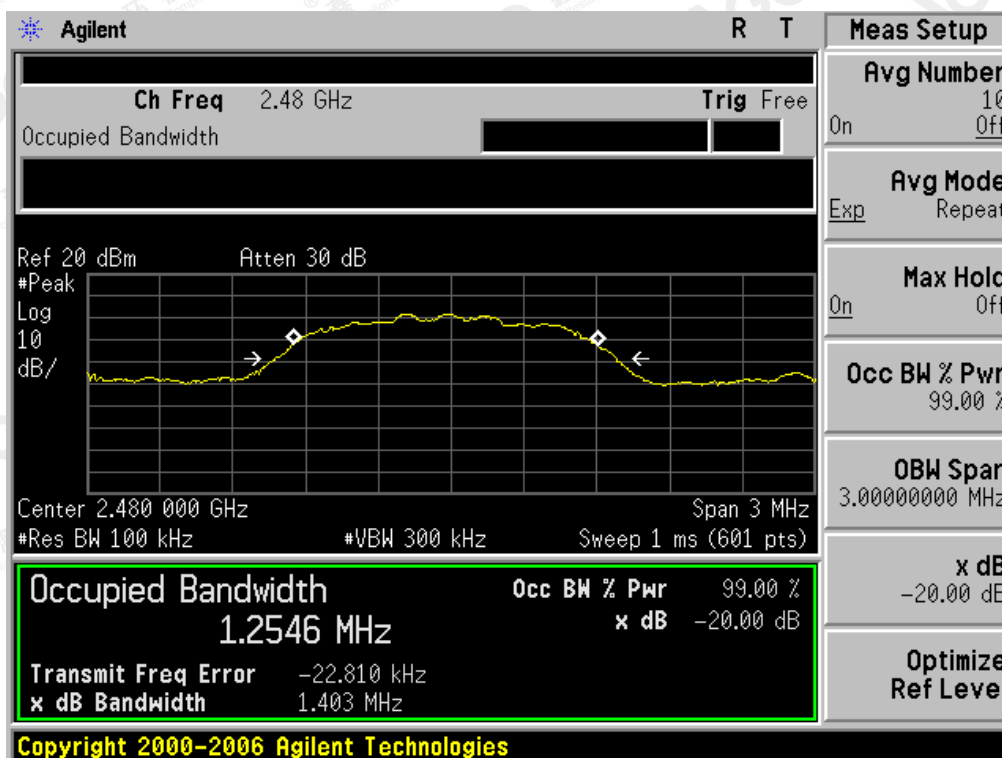 Agilent R T
Meas Setup
Ch Freq 2.48 GHz Trig Free
Occupied Bandwidth
Ref 20 dBm Atten 30 dB
#Peak
Log
10
dB/
Center 2.480 000 GHz Span 3 MHz
#Res BW 100 kHz #VBW 300 kHz Sweep 1 ms (601 pts)
Occupied Bandwidth
1.2546 MHz
Occ BW % Pwr 99.00 %
x dB -20.00 dB
Transmit Freq Error -22.810 kHz
x dB Bandwidth 1.403 MHz
Copyright 2000-2006 Agilent Technologies
Avg Number
10
On Off
Avg Mode
Exp Repeat
Max Hold
On Off
Occ BW % Pwr
99.00 %
OBW Span
3.00000000 MHz
x dB
-20.00 dB
Optimize
Ref Level